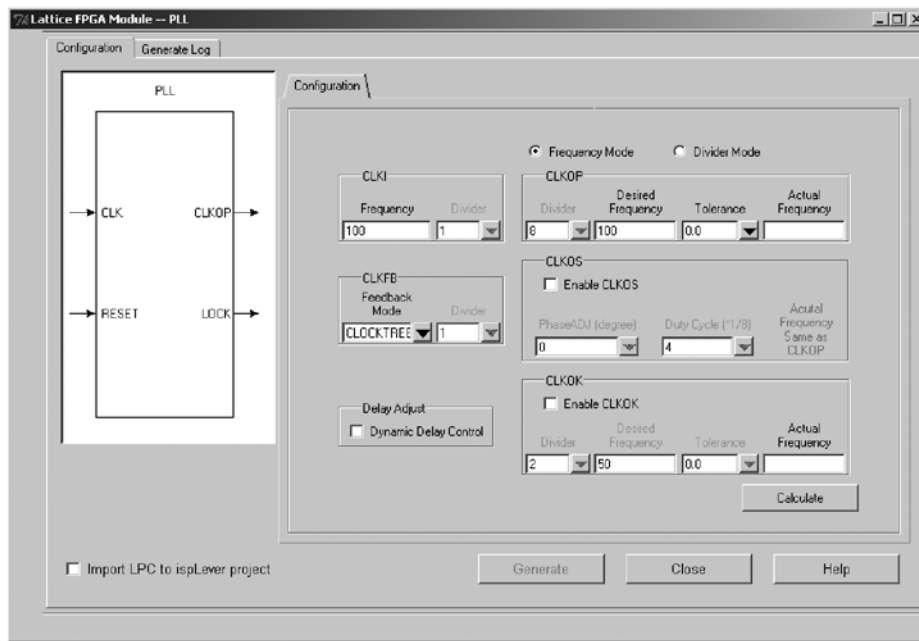 Lattice FPGA Module -- PLL
Configuration
Generate Log
PLL
CLK
CLKOP
RESET
LOCK
Configuration
Frequency Mode
Divider Mode
CLKI
Frequency
Divider
100
1
CLKOP
Divider
Desired
Frequency
Tolerance
Actual
Frequency
8
100
0.0
CLKFB
Feedback
Mode
Divider
CLOCKTREE
1
CLKOS
Enable CLKOS
PhaseADJ (degree)
Duty Cycle (*1/8)
Acutal
Frequency
Same as
CLKOP
0
4
Delay Adjust
Dynamic Delay Control
CLKOK
Enable CLKOK
Divider
Desired
Frequency
Tolerance
Actual
Frequency
2
50
0.0
Calculate
Import LPC to ispLever project
Generate
Close
Help